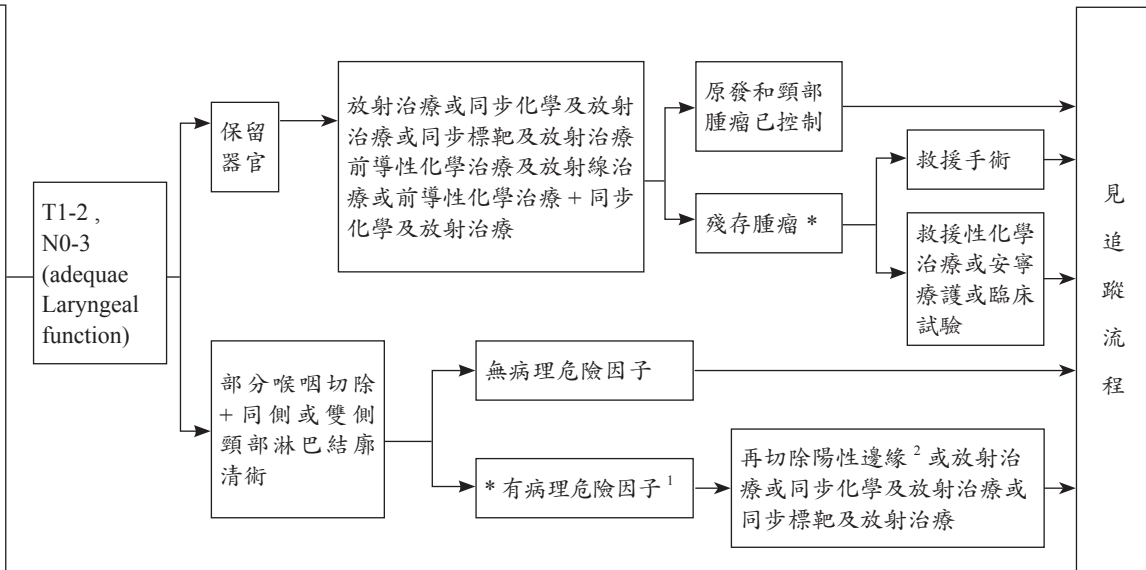 T1-2 ,
N0-3
(adequae
Laryngeal
function)
保留
器官
放射治療或同步化學及放射
治療或同步標靶及放射治療
前導性化學治療及放射線治
療或前導性化學治療 + 同步
化學及放射治療
原發和頸部
腫瘤已控制
殘存腫瘤 *
救援手術
救援性化學
治療或安寧
療護或臨床
試驗
部分喉咽切除
+ 同側或雙側
頸部淋巴結廓
清術
無病理危險因子
* 有病理危險因子 1
再切除陽性邊緣 2 或放射治
療或同步化學及放射治療或
同步標靶及放射治療
見
追
蹤
流
程